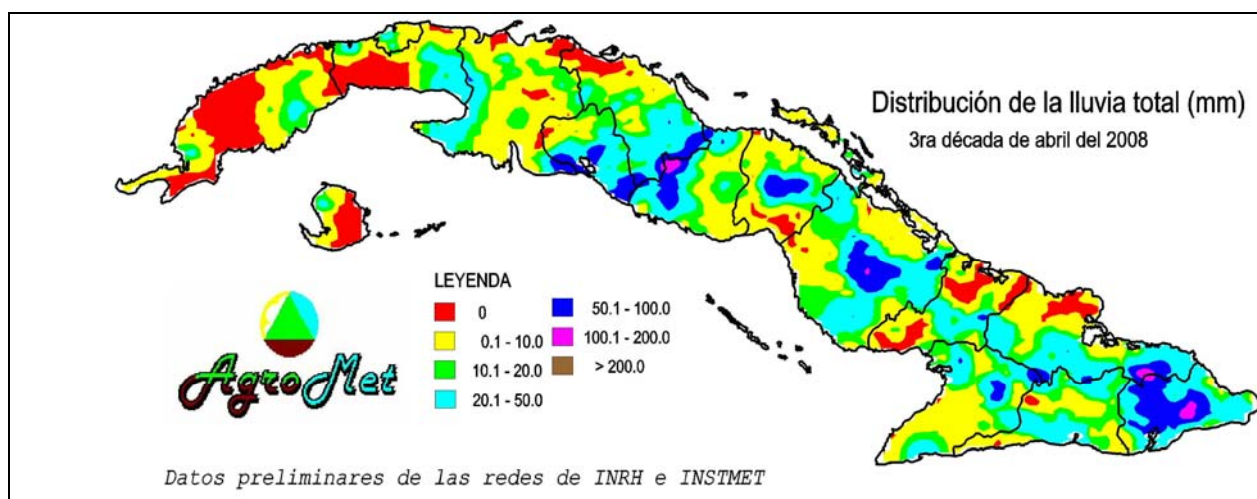 Distribución de la lluvia total (mm)
3ra década de abril del 2008
LEYENDA
0
0.1 - 10.0
10.1 - 20.0
20.1 - 50.0
50.1 - 100.0
100.1 - 200.0
> 200.0
AgroMet
Datos preliminares de las redes de INRH e INSTMET